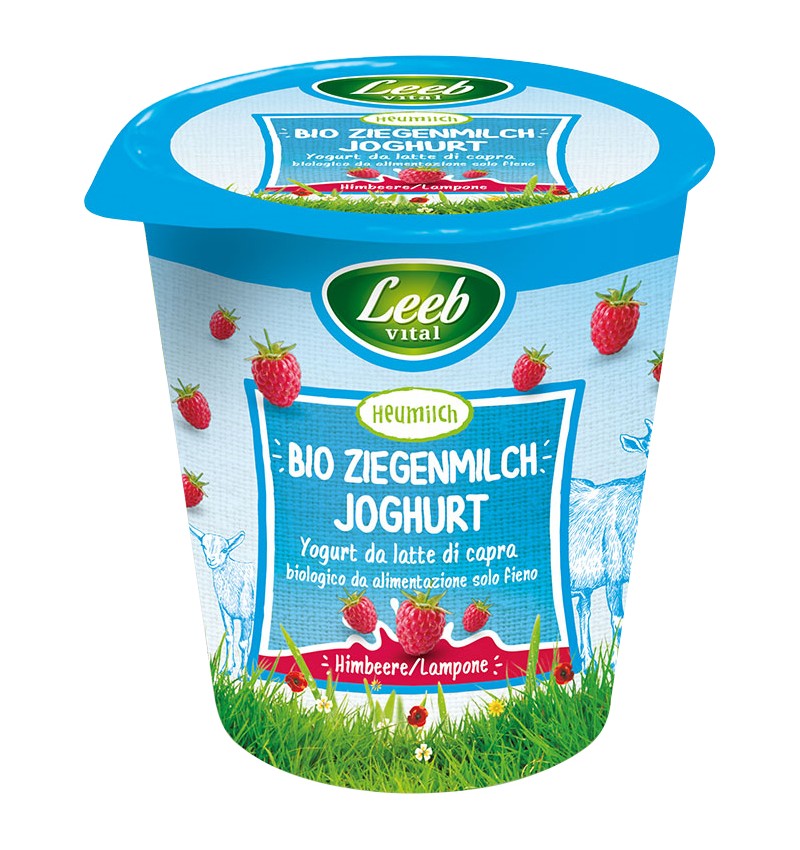 Leeb
vital
Heumilch
BIO ZIEGENMILCH
JOGHURT
Yogurt da latte di capra
biologico da alimentazione solo fieno
Himbeere/Lampone
Leeb
vital
Heumilch
BIO ZIEGENMILCH
JOGHURT
Yogurt da latte di capra
biologico da alimentazione solo fieno
Himbeere/Lampone